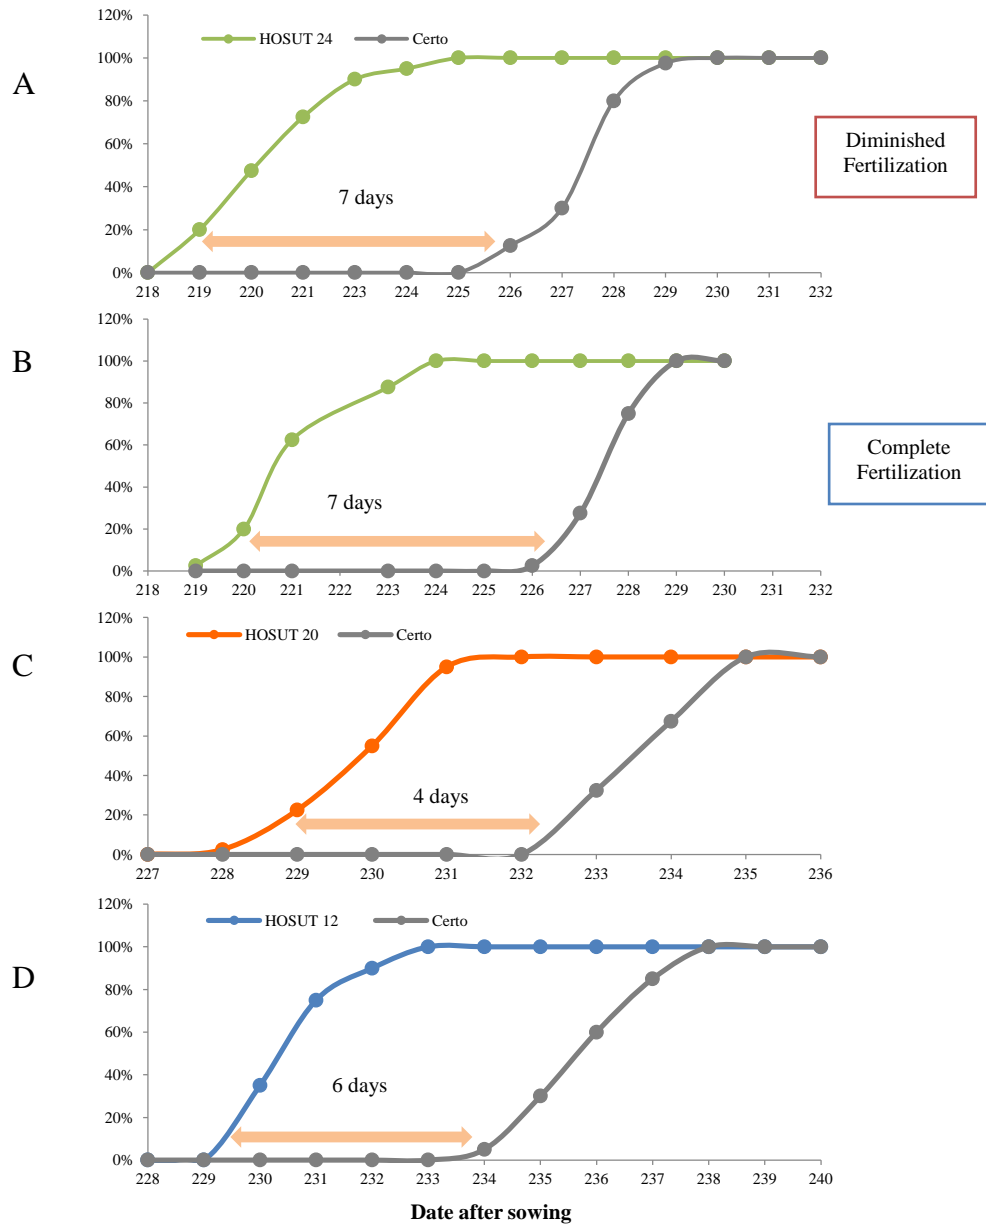 A
120%
100%
80%
60%
40%
20%
0%
HOSUT 24 Certo
7 days
218 219 220 221 223 224 225 226 227 228 229 230 231 232
Diminished
Fertilization
B
120%
100%
80%
60%
40%
20%
0%
7 days
218 219 220 221 222 223 224 225 226 227 228 229 230 231 232
Complete
Fertilization
C
120%
100%
80%
60%
40%
20%
0%
HOSUT 20 Certo
4 days
227 228 229 230 231 232 233 234 235 236
D
120%
100%
80%
60%
40%
20%
0%
HOSUT 12 Certo
6 days
228 229 230 231 232 233 234 235 236 237 238 239 240
Date after sowing